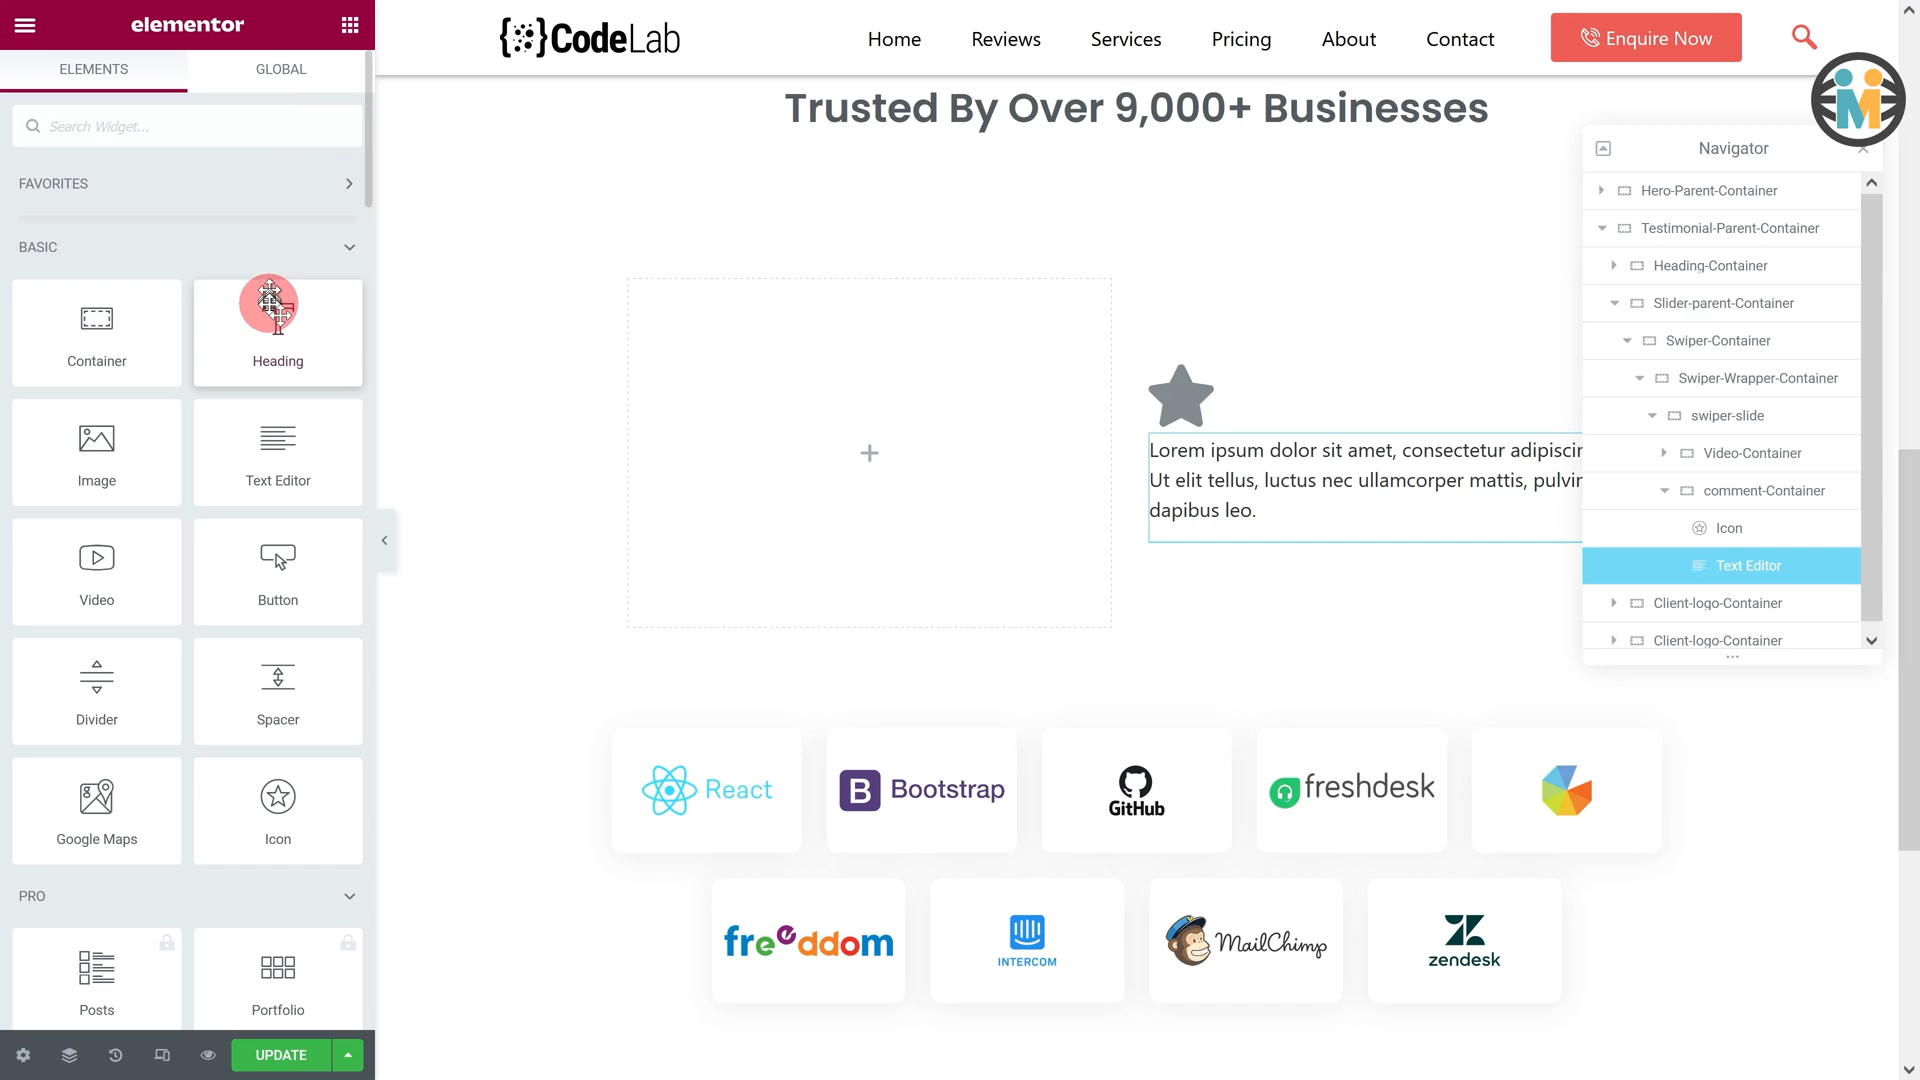 elementor
ELEMENTS
GLOBAL
Search Widget...
FAVORITES
BASIC
Container
Heading
Image
Text Editor
Video
Button
Divider
Spacer
Google Maps
Icon
PRO
Posts
Portfolio
UPDATE
{CodeLab
Home
Reviews
Services
Pricing
About
Contact
Enquire Now
M
Trusted By Over 9,000+ Businesses
Lorem ipsum dolor sit amet, consectetur adipiscin
Ut elit tellus, luctus nec ullamcorper mattis, pulvin
dapibus leo.
Navigator
Hero-Parent-Container
Testimonial-Parent-Container
Heading-Container
Slider-parent-Container
Swiper-Container
Swiper-Wrapper-Container
swiper-slide
Video-Container
comment-Container
Icon
Text Editor
Client-logo-Container
Client-logo-Container
React
B Bootstrap
GitHub
freshdesk
freeddom
INTERCOM
MailChimp
zendesk